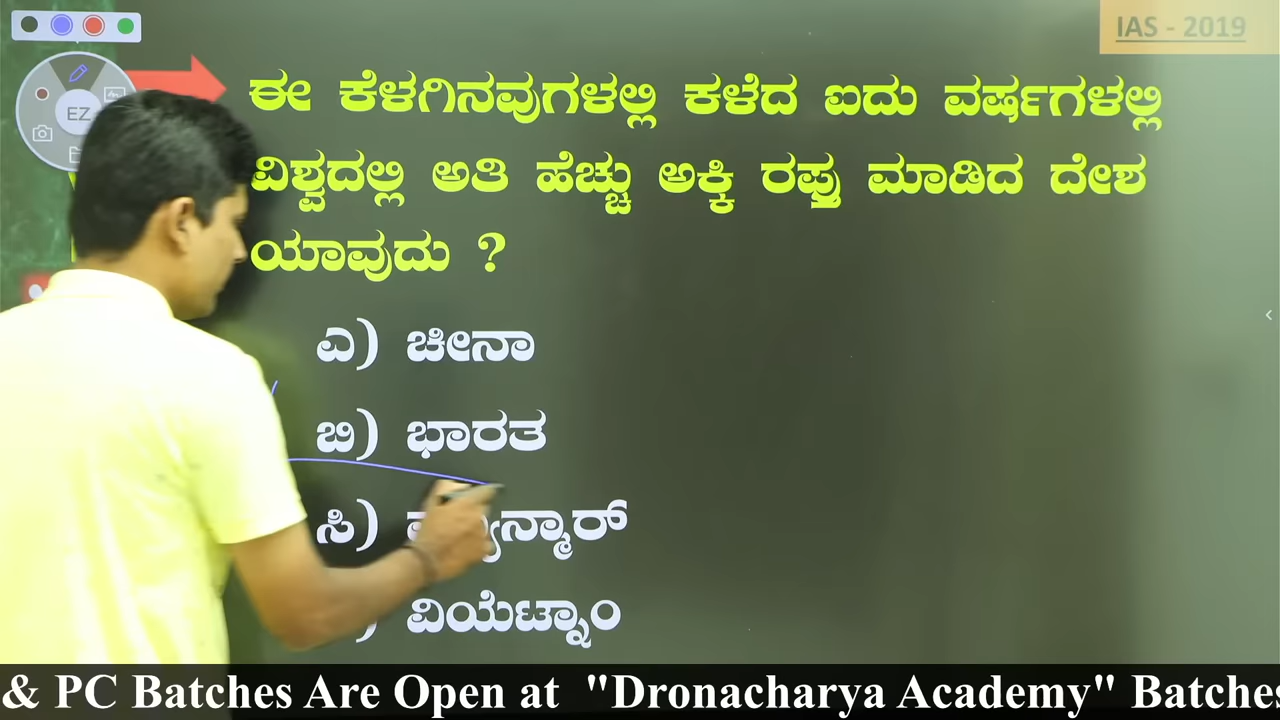 IAS - 2019
EZ
ಈ ಕೆಳಗಿನವುಗಳಲ್ಲಿ ಕಳೆದ ಐದು ವರ್ಷಗಳಲ್ಲಿ
ವಿಶ್ವದಲ್ಲಿ ಅತಿ ಹೆಚ್ಚು ಅಕ್ಕಿ ರಫ್ತು ಮಾಡಿದ ದೇಶ
ಯಾವುದು ?
ಎ) ಚೀನಾ
ಬಿ) ಭಾರತ
ಸಿ)
) ವಿಯೆಟ್ನಾಂ
& PC Batches Are Open at "Dronacharya Academy" Batches